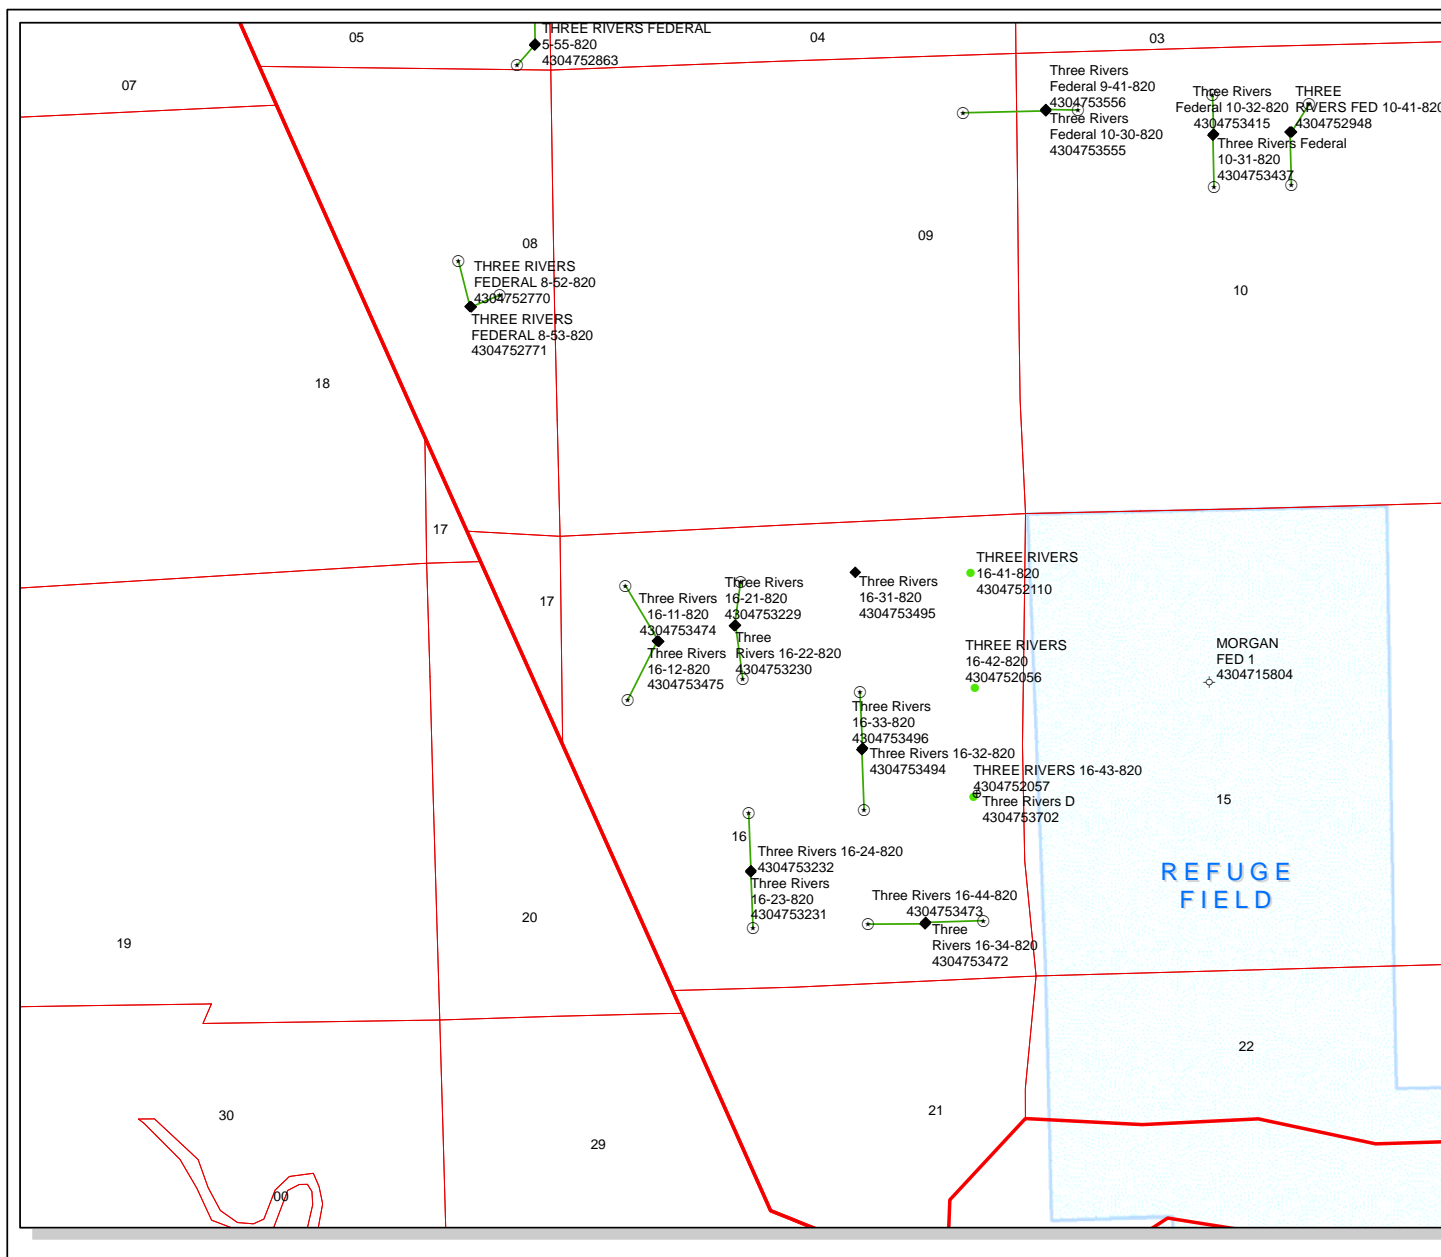 05
04
03
07
THREE RIVERS FEDERAL
5-55-820
4304752863
Three Rivers
Federal 9-41-820
4304753556
Three Rivers
Federal 10-30-820
4304753555
Three Rivers
Federal 10-32-820
4304753415
Three Rivers Federal
10-31-820
4304753437
THREE
RIVERS FED 10-41-820
4304752948
08
09
10
THREE RIVERS
FEDERAL 8-52-820
4304752770
THREE RIVERS
FEDERAL 8-53-820
4304752771
18
17
17
Three Rivers
16-11-820
4304753474
Three Rivers
16-12-820
4304753475
Three Rivers
16-21-820
4304753229
Three
Rivers 16-22-820
4304753230
Three Rivers
16-31-820
4304753495
THREE RIVERS
16-41-820
4304752110
THREE RIVERS
16-42-820
4304752056
MORGAN
FED 1
4304715804
Three Rivers
16-33-820
4304753496
Three Rivers 16-32-820
4304753494
THREE RIVERS 16-43-820
4304752057
Three Rivers D
4304753702
15
16
Three Rivers 16-24-820
4304753232
Three Rivers
16-23-820
4304753231
Three Rivers 16-44-820
4304753473
Three
Rivers 16-34-820
4304753472
REFUGE
FIELD
20
19
22
21
30
29
00